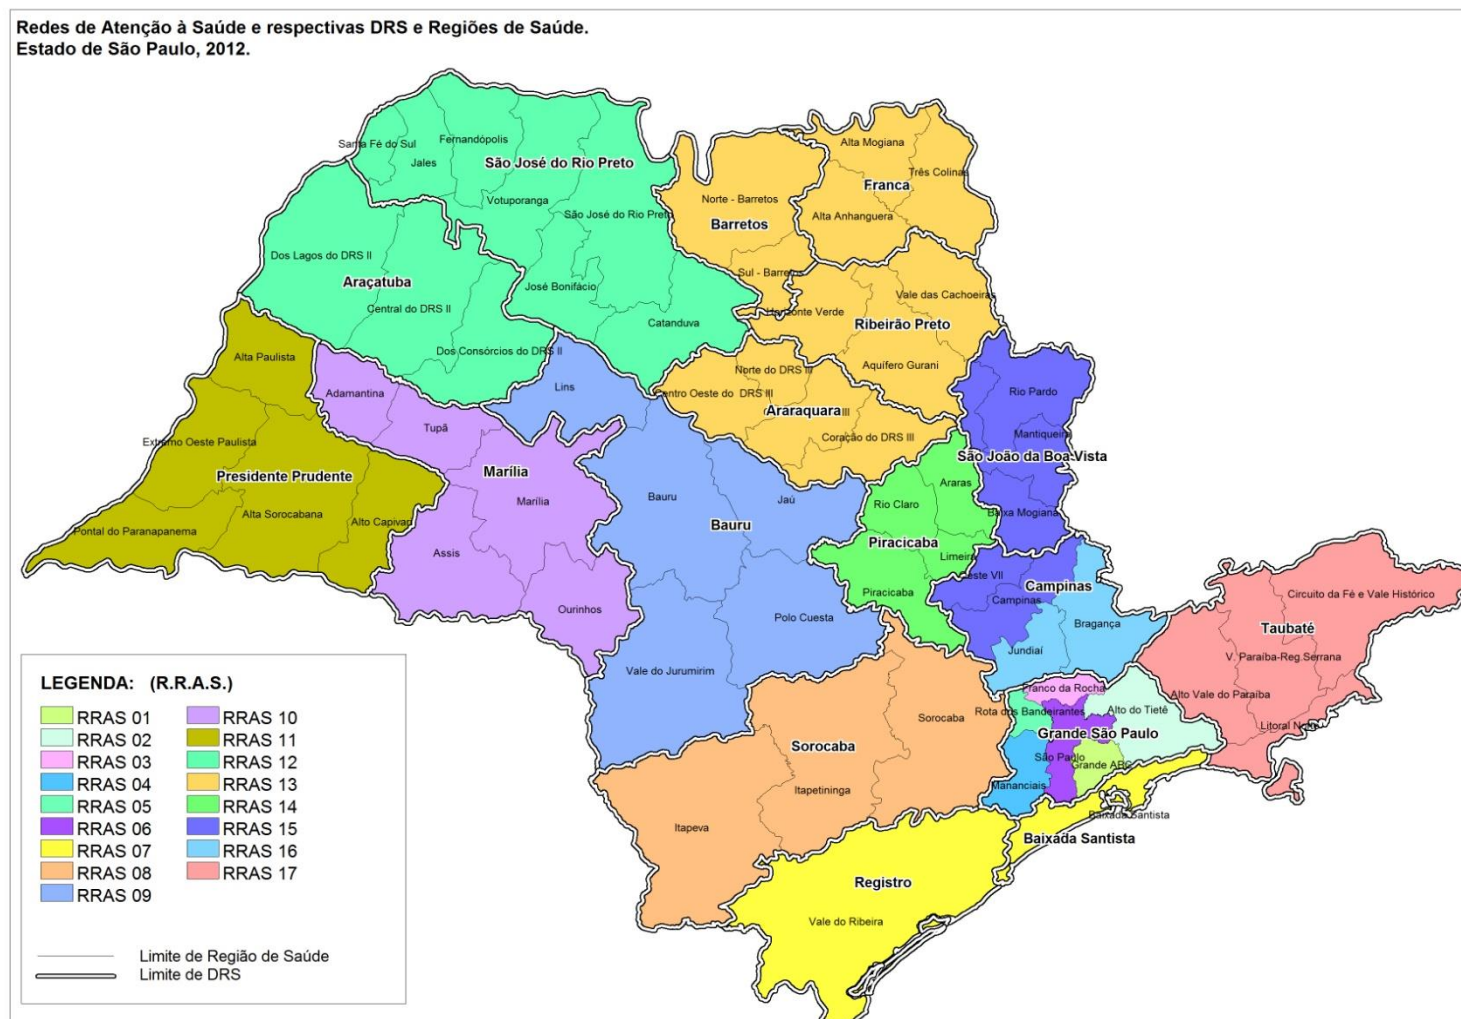 Redes de Atenção à Saúde e respectivas DRS e Regiões de Saúde.
Estado de São Paulo, 2012.
Santa Fé do Sul
Fernandópolis
Jales
São José do Rio Preto
Votuporanga
São José do Rio Preto
José Bonifácio
Catanduva
Dos Lagos do DRS II
Araçatuba
Central do DRS II
Dos Consórcios do DRS II
Norte - Barretos
Barretos
Sul - Barretos
Alta Mogiana
Três Colinas
Franca
Alta Anhanguera
Vale das Cachoeiras
Horizonte Verde
Ribeirão Preto
Aquífero Gurani
Norte do DRS III
Centro Oeste do DRS III
Araraquara
III
Coração do DRS III
Alta Paulista
Extremo Oeste Paulista
Presidente Prudente
Alta Sorocabana
Alto Capivari
Pontal do Paranapanema
Adamantina
Tupã
Marília
Marília
Assis
Ourinhos
Lins
Bauru
Jaú
Bauru
Polo Cuesta
Vale do Jurumirim
Rio Pardo
Mantiqueira
São João da Boa Vista
Baixa Mogiana
Araras
Rio Claro
Piracicaba
Limeira
Piracicaba
Oeste VII
Campinas
Campinas
Bragança
Jundiaí
Circuito da Fé e Vale Histórico
Taubaté
V. Paraíba-Reg.Serrana
Alto Vale do Paraíba
Litoral Norte
Franco da Rocha
Rota dos Bandeirantes
Alto do Tietê
Grande São Paulo
São Paulo
Grande ABC
Mananciais
Sorocaba
Sorocaba
Itapetininga
Itapeva
Baixada Santista
Baixada Santista
Registro
Vale do Ribeira
LEGENDA: (R.R.A.S.)
RRAS 01
RRAS 02
RRAS 03
RRAS 04
RRAS 05
RRAS 06
RRAS 07
RRAS 08
RRAS 09
RRAS 10
RRAS 11
RRAS 12
RRAS 13
RRAS 14
RRAS 15
RRAS 16
RRAS 17
Limite de Região de Saúde
Limite de DRS